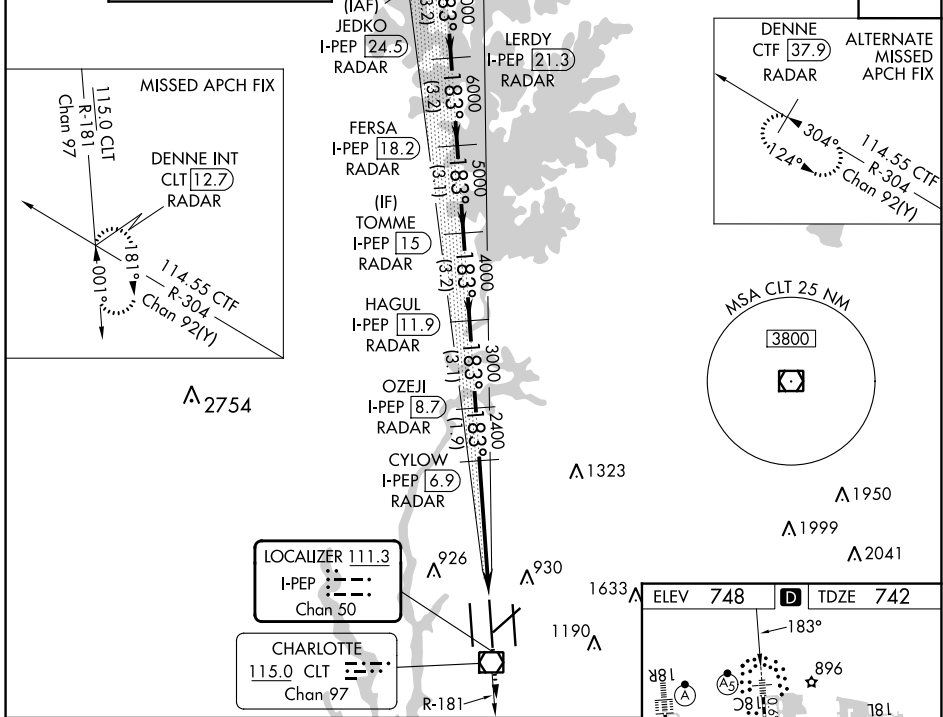 (IAF)
JEDKO
I-PEP 24.5
RADAR
(3.2)
183°
LERDY
I-PEP 21.3
RADAR
183°
6000
(3.2)
FERSA
I-PEP 18.2
RADAR
183°
5000
(3.1)
(IF)
TOMME
I-PEP 15
RADAR
183°
4000
(3.2)
HAGUL
I-PEP 11.9
RADAR
183°
3000
(3.1)
OZEJI
I-PEP 8.7
RADAR
183°
2400
(1.9)
CYLOW
I-PEP 6.9
RADAR
MISSED APCH FIX
115.0 CLT
R-181
Chan 97
DENNE INT
CLT 12.7
RADAR
181°
001°
114.55 CTF
R-304
Chan 92(Y)
2754
DENNE
CTF 37.9
RADAR
ALTERNATE
MISSED
APCH FIX
304°
124°
114.55 CTF
R-304
Chan 92(Y)
MSA CLT 25 NM
3800
1323
1950
1999
2041
926
930
1633
1190
LOCALIZER 111.3
I-PEP
Chan 50
CHARLOTTE
115.0 CLT
Chan 97
R-181
ELEV 748 D TDZE 742
183°
896
18R
A
A5
18C
18L